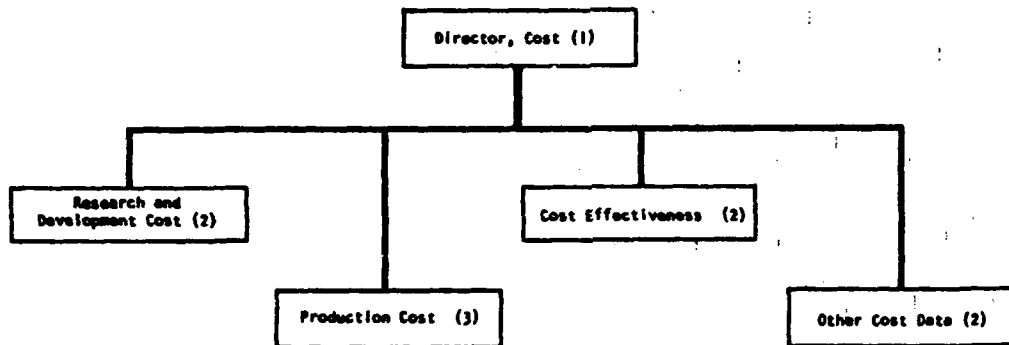 Director, Cost (1)
Research and
Development Cost (2)
Cost Effectiveness (2)
Production Cost (3)
Other Cost Data (2)